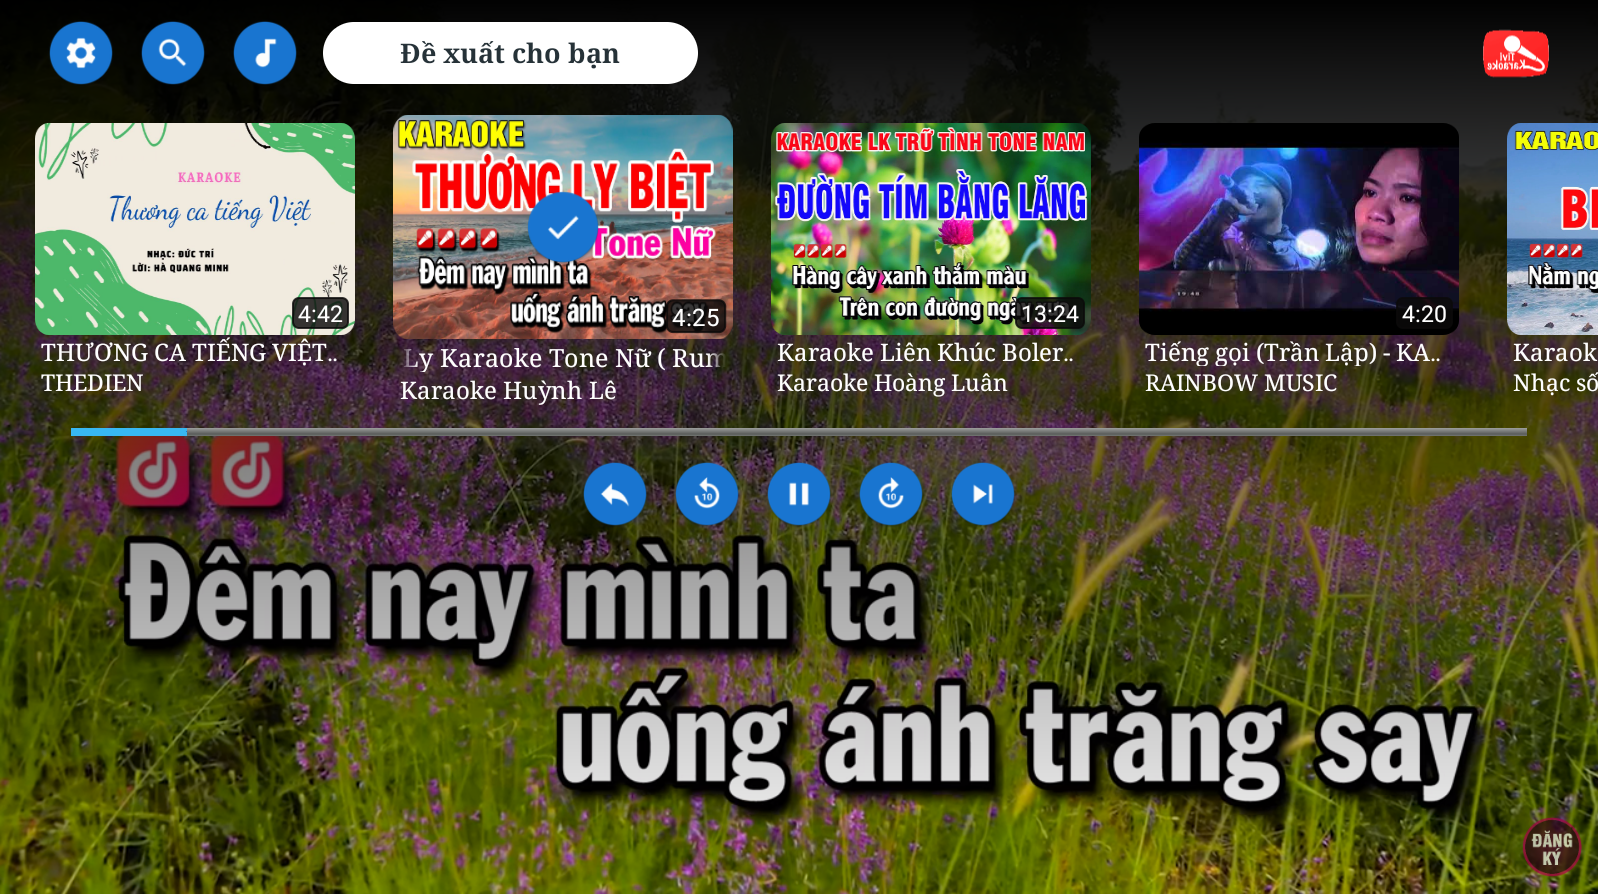 Đề xuất cho bạn
Tivi
Karaoke
KARAOKE
Thương ca tiếng Việt
NHẠC: ĐỨC TRÍ
LỜI: HÀ QUANG MINH
4:42
THƯƠNG CA TIẾNG VIỆT..
THEDIEN
KARAOKE
THƯƠNG LY BIỆT
Tone Nữ
Đêm nay mình ta
uống ánh trăng say
4:25
Ly Karaoke Tone Nữ ( Rum
Karaoke Huỳnh Lê
KARAOKE LK TRỮ TÌNH TONE NAM
ĐƯỜNG TÍM BẰNG LĂNG
Hàng cây xanh thắm màu
Trên con đường
13:24
Karaoke Liên Khúc Boler..
Karaoke Hoàng Luân
4:20
Tiếng gọi (Trần Lập) - KA..
RAINBOW MUSIC
KARAO
Nằm ng
Karaok
Nhạc số
10
10
Đêm nay mình ta
uống ánh trăng say
ĐĂNG
KÝ